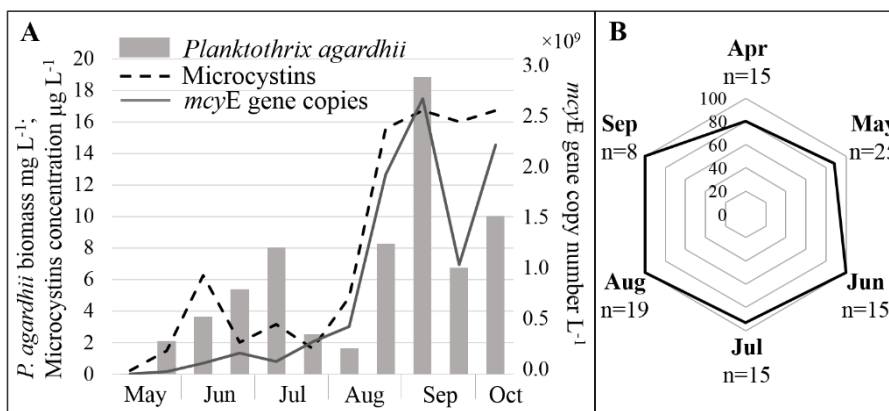 A
Planktothrix agardhii
Microcystins
mcyE gene copies
P. agardhii biomass mg L-1;
Microcystins concentration µg L-1
20
18
16
14
12
10
8
6
4
2
0
×10⁹
3.0
2.5
2.0
1.5
1.0
0.5
0.0
mcyE gene copy number L-1
May Jun Jul Aug Sep Oct
B
Apr
n=15
May
Jun
n=15
Jul
n=15
Aug
n=19
Sep
n=8
100
80
60
40
20
0